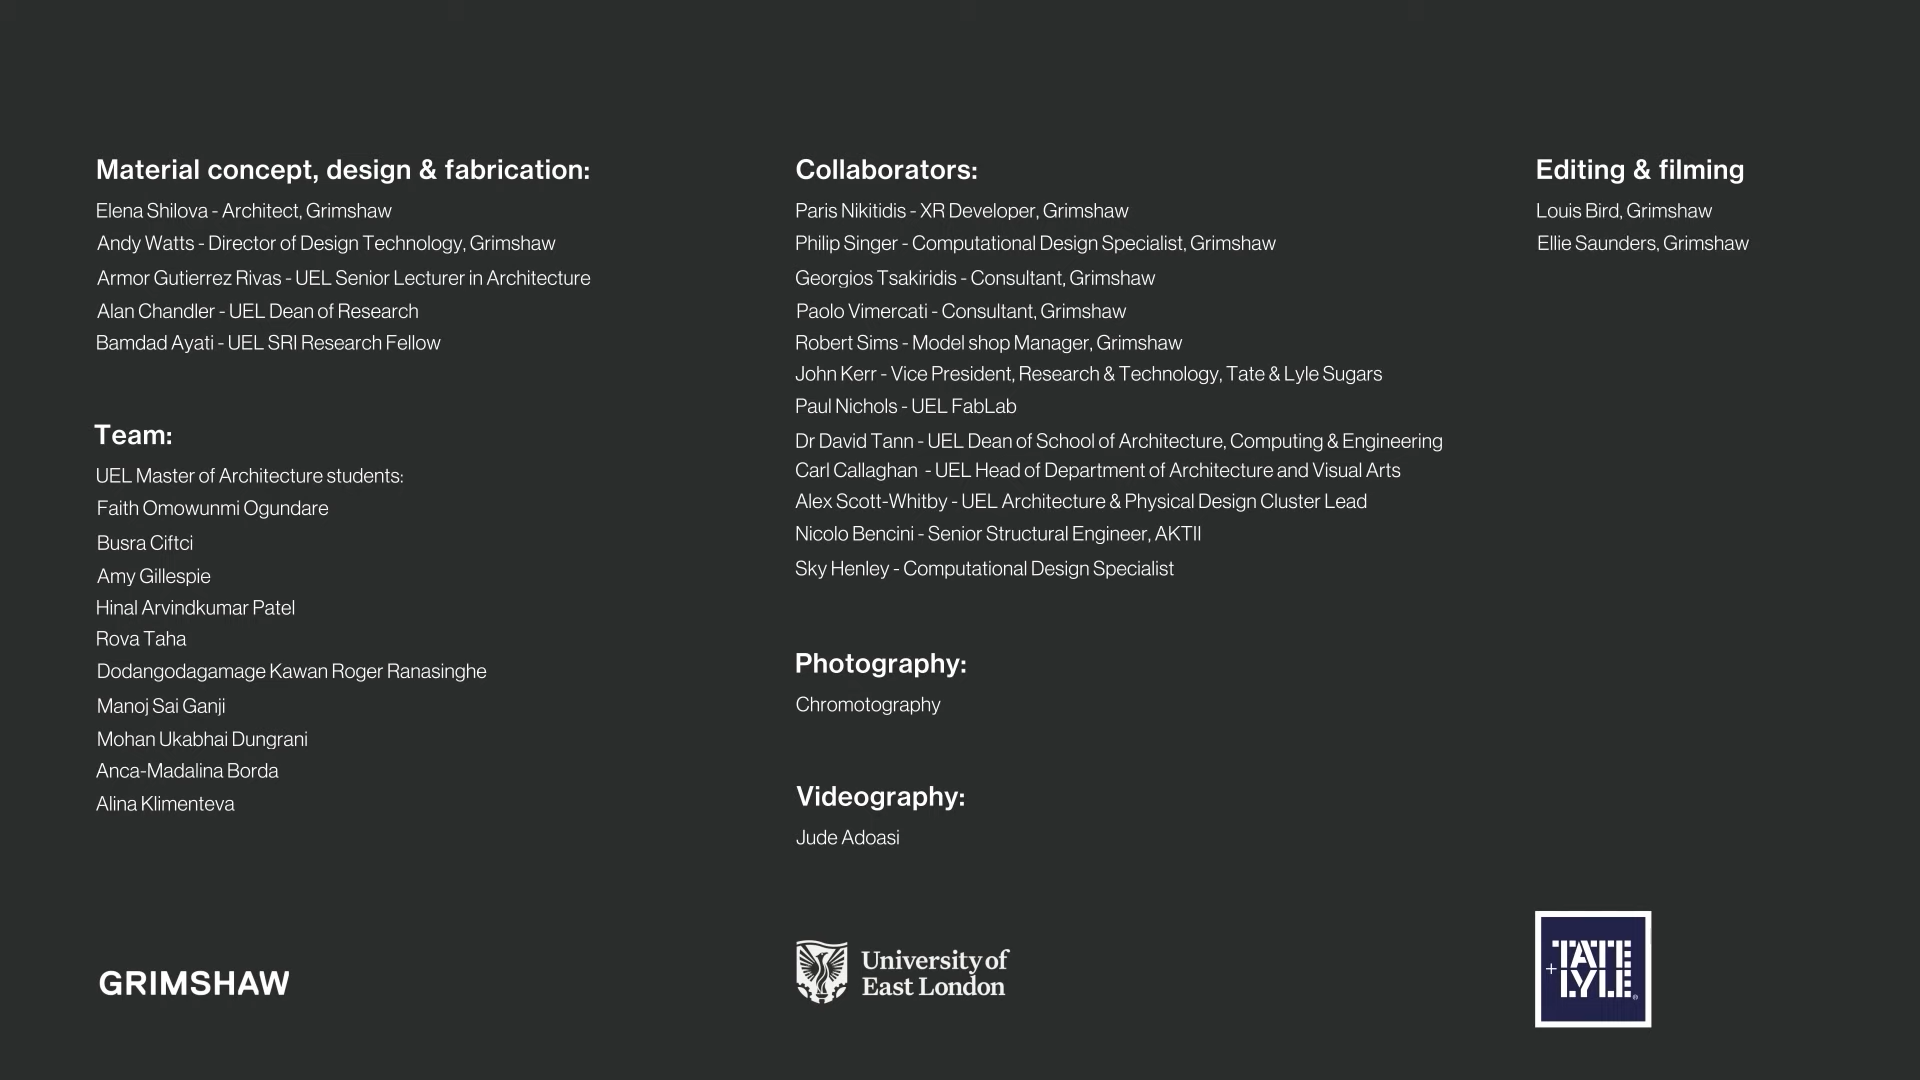 Material concept, design & fabrication:
Elena Shilova - Architect, Grimshaw
Andy Watts - Director of Design Technology, Grimshaw
Armor Gutierrez Rivas - UEL Senior Lecturer in Architecture
Alan Chandler - UEL Dean of Research
Bamdad Ayati - UEL SRI Research Fellow
Team:
UEL Master of Architecture students:
Faith Omowunmi Ogundare
Busra Ciftci
Amy Gillespie
Hinal Arvindkumar Patel
Rova Taha
Dodangodagamage Kawan Roger Ranasinghe
Manoj Sai Ganji
Mohan Ukabhai Dungrani
Anca-Madalina Borda
Alina Klimenteva
Collaborators:
Paris Nikitidis - XR Developer, Grimshaw
Philip Singer - Computational Design Specialist, Grimshaw
Georgios Tsakiridis - Consultant, Grimshaw
Paolo Vimercati - Consultant, Grimshaw
Robert Sims - Model shop Manager, Grimshaw
John Kerr - Vice President, Research & Technology, Tate & Lyle Sugars
Paul Nichols - UEL FabLab
Dr David Tann - UEL Dean of School of Architecture, Computing & Engineering
Carl Callaghan - UEL Head of Department of Architecture and Visual Arts
Alex Scott-Whitby - UEL Architecture & Physical Design Cluster Lead
Nicolo Bencini - Senior Structural Engineer, AKTII
Sky Henley - Computational Design Specialist
Photography:
Chromotography
Videography:
Jude Adoasi
Editing & filming
Louis Bird, Grimshaw
Ellie Saunders, Grimshaw
GRIMSHAW
University of
East London
TATE
+LYLE®